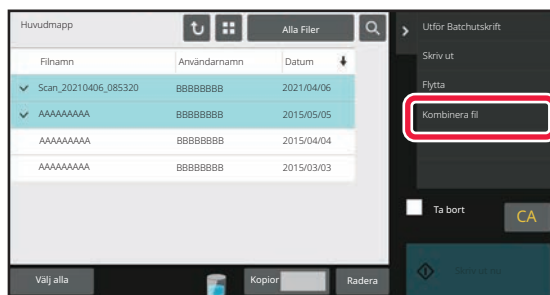 Huvudmapp
Alla Filer
Filnamn Användarnamn Datum
Scan_20210406_085320 BBBBBBBB 2021/04/06
AAAAAAAAA BBBBBBBB 2015/05/05
AAAAAAAAA BBBBBBBB 2015/04/04
AAAAAAAAA BBBBBBBB 2015/03/03
Välj alla
Kopior
Radera
Utför Batchutskrift
Skriv ut
Flytta
Kombinera fil
Ta bort
CA